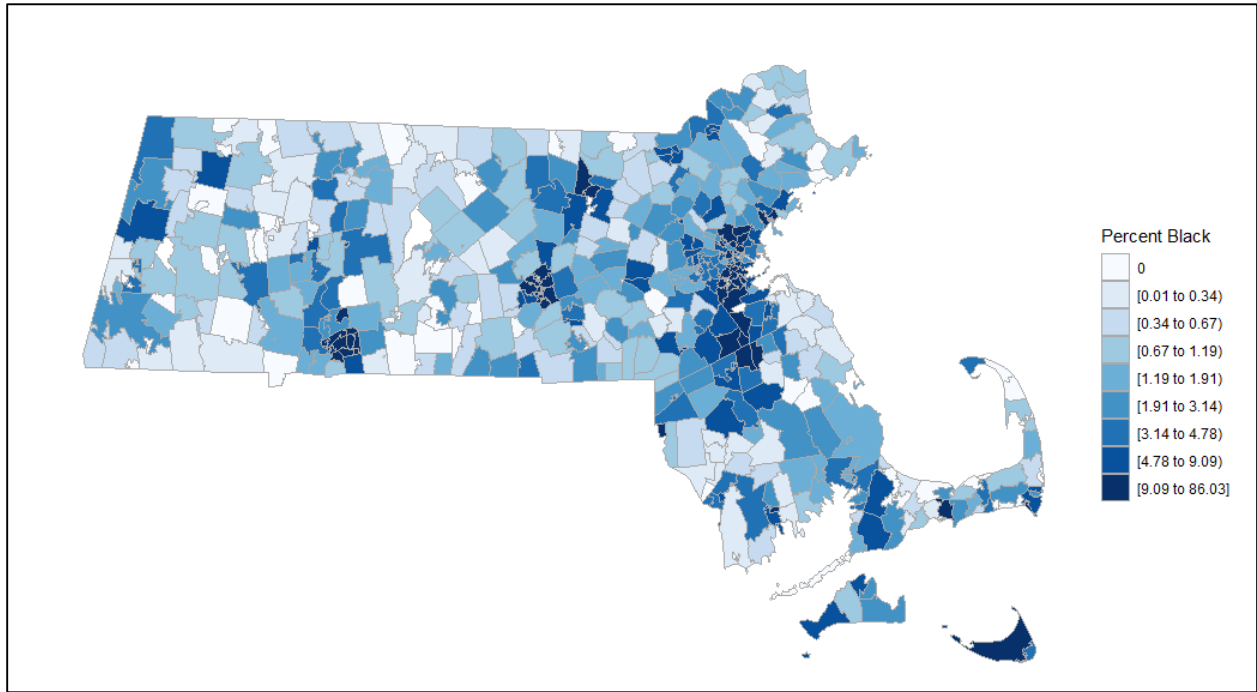 Percent Black
0
[0.01 to 0.34)
[0.34 to 0.67)
[0.67 to 1.19)
[1.19 to 1.91)
[1.91 to 3.14)
[3.14 to 4.78)
[4.78 to 9.09)
[9.09 to 86.03]